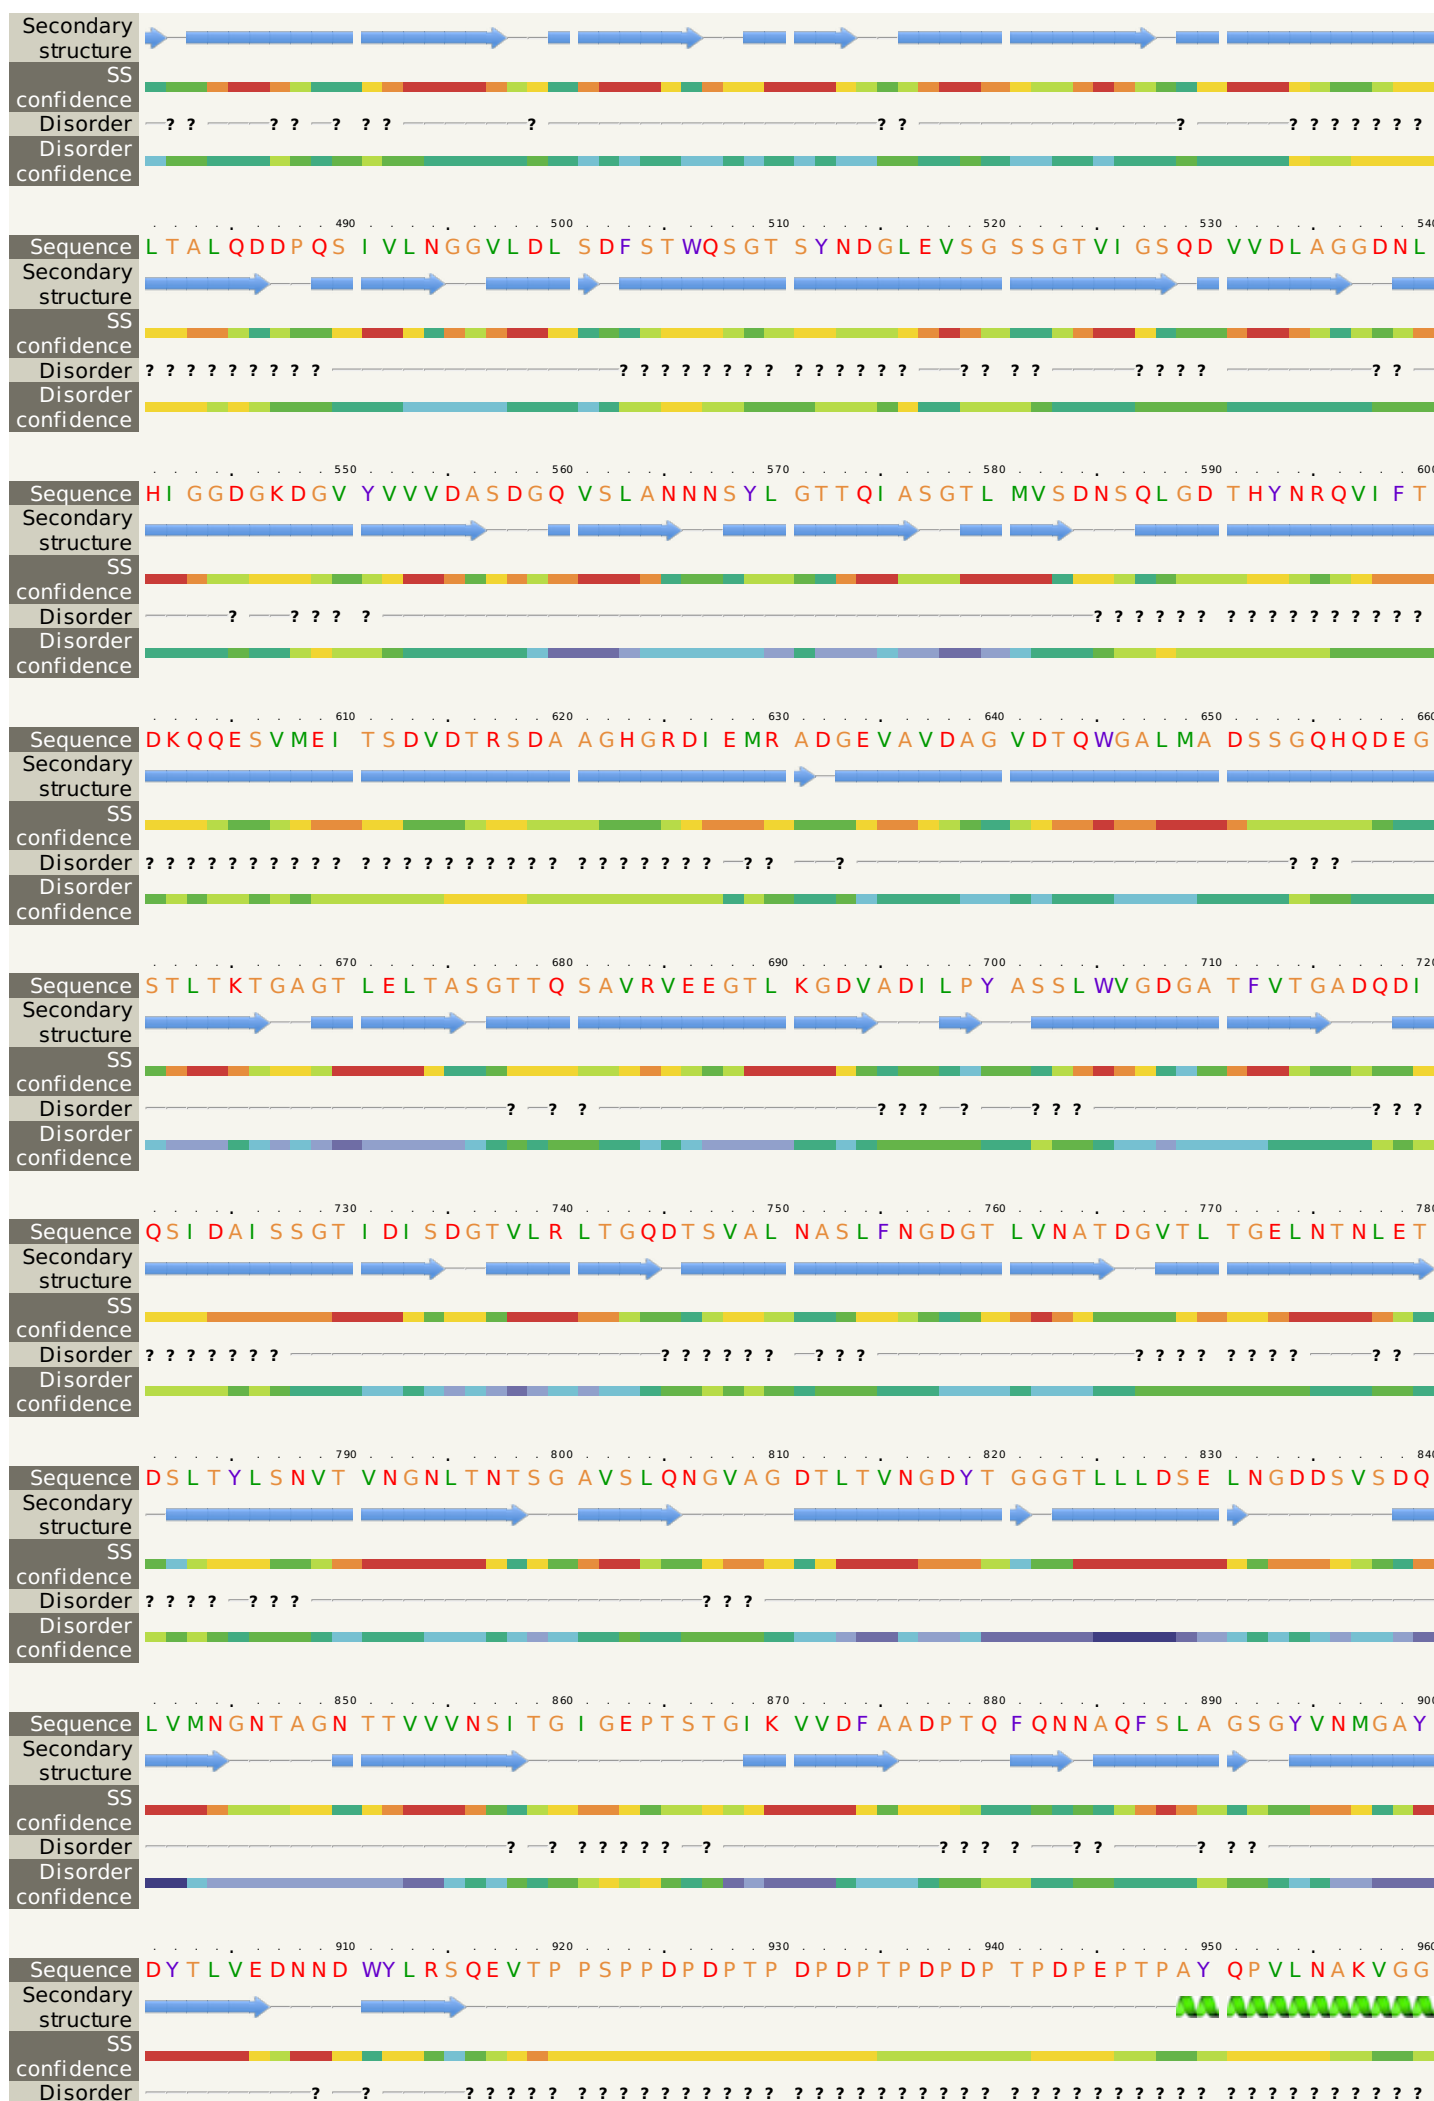 Secondary
structure
SS
confidence
Disorder ? ? ? ? ? ? ? ? ? ? ? ? ? ? ? ? ? ?
Disorder
confidence
490 500 510 520 530 540
Sequence LTALQDDPQS IVLNGGVLDL SDFSTWQSGT SYNDGLEVSG SSGTVIGSQD VVDLAGGDNL
Secondary
structure
SS
confidence
Disorder ? ? ? ? ? ? ? ? ? ? ? ? ? ? ? ? ? ? ? ? ? ? ? ? ? ? ? ? ? ? ? ? ?
Disorder
confidence
550 560 570 580 590 600
Sequence HIGGDGKDGV YVVVDASDGQ VSLANNNSYL GTTQIASGTL MVSDNSQLGD THYNRQVIFT
Secondary
structure
SS
confidence
Disorder ? ? ? ? ? ? ? ? ? ? ? ? ? ? ? ? ? ? ? ? ?
Disorder
confidence
610 620 630 640 650 660
Sequence DKQQESVMEI TSDVDTRSDA AGHGRDIEMR ADGEVAVDAG VDTQWGALMA DSSGQHQDEG
Secondary
structure
SS
confidence
Disorder ? ? ? ? ? ? ? ? ? ? ? ? ? ? ? ? ? ? ? ? ? ? ? ? ? ? ? ? ? ? ? ? ?
Disorder
confidence
670 680 690 700 710 720
Sequence STLTKTGAGT LELTASGTTQ SAVRVEEGTL KGDVADILPY ASSLWVGDGA TFVTGADQDI
Secondary
structure
SS
confidence
Disorder ? ? ? ? ? ? ? ? ? ? ? ? ?
Disorder
confidence
730 740 750 760 770 780
Sequence QSIDAISSGT IDISDGTVLR LTGQDTSVAL NASLFNGDGT LVNATDGVTL TGELNTNLET
Secondary
structure
SS
confidence
Disorder ? ? ? ? ? ? ? ? ? ? ? ? ? ? ? ? ? ? ? ? ? ? ? ? ? ?
Disorder
confidence
790 800 810 820 830 840
Sequence DSLTYLSNVT VNGNLTNTSG AVSLQNGVAG DTLTVNGDYT GGGTLLLDSE LNGDDSVSDQ
Secondary
structure
SS
confidence
Disorder ? ? ? ? ? ? ? ? ? ?
Disorder
confidence
850 860 870 880 890 900
Sequence LVMNGNTAGN TTVVVNSITG IGEPTSTGIK VVDFAADPTQ FQNNAQFSLA GSGYVNMGAY
Secondary
structure
SS
confidence
Disorder ? ? ? ? ? ? ? ? ? ? ? ? ? ? ? ? ?
Disorder
confidence
910 920 930 940 950 960
Sequence DYTLVEDNND WYLRSQEVTP PSPPDPDPTP DPDPTPDPDP TPDPEPTPAY QPVLNAKVGG
Secondary
structure
SS
confidence
Disorder ? ? ? ? ? ? ? ? ? ? ? ? ? ? ? ? ? ? ? ? ? ? ? ? ? ? ? ? ? ? ? ? ? ? ? ? ? ? ? ? ? ? ? ? ? ? ?